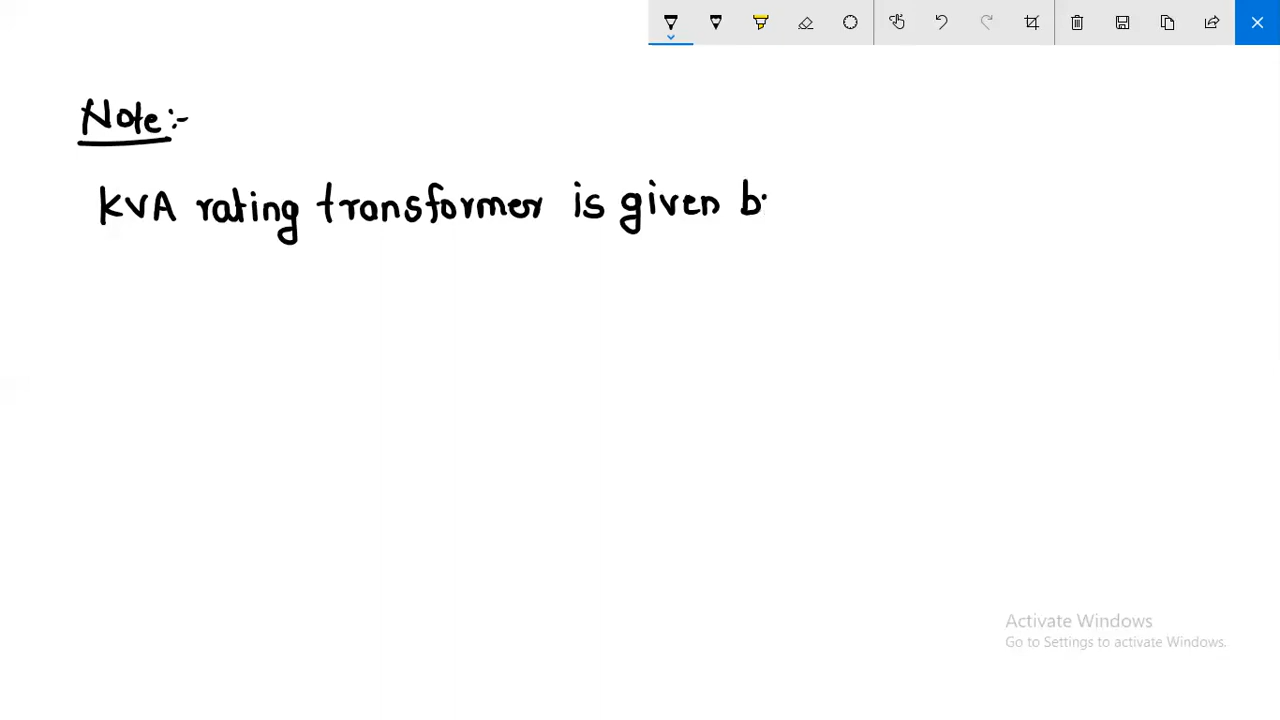 Note:-
KVA rating transformer is given b
Activate Windows
Go to Settings to activate Windows.